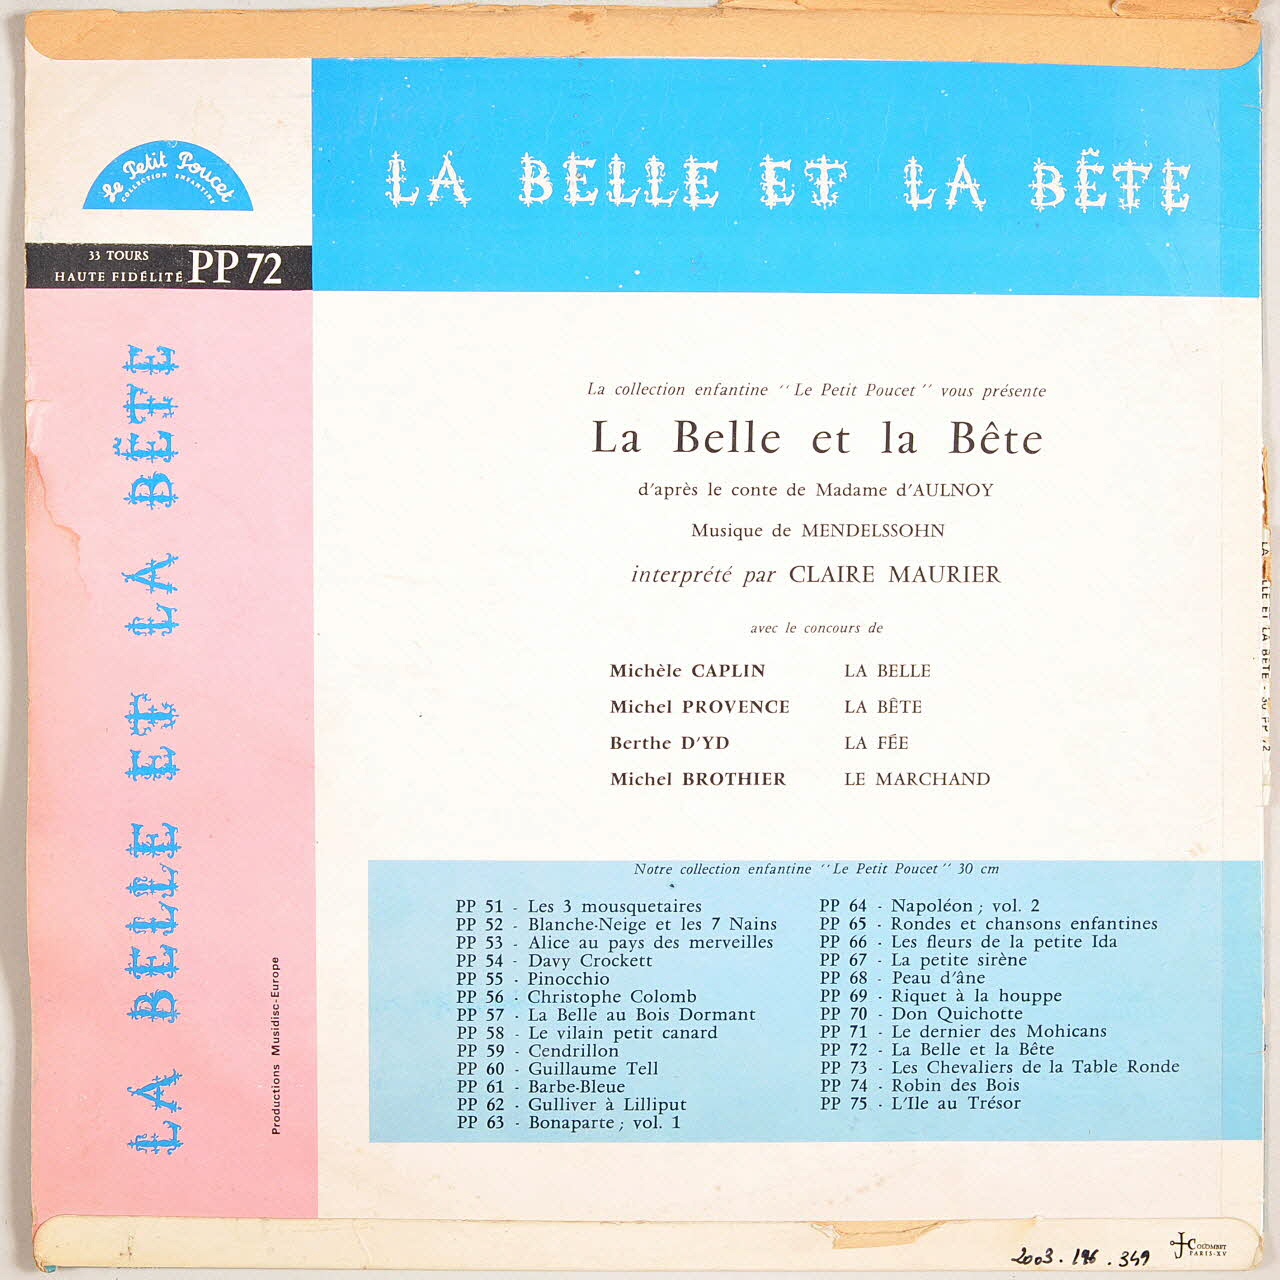 Le Petit Poucet
COLLECTION ENFANTINE
33 TOURS
HAUTE FIDÉLITÉ PP 72
LA BELLE ET LA BÊTE
LA BELLE ET LA BÊTE
Productions Musidisc-Europe
La collection enfantine ‘‘Le Petit Poucet’’ vous présente
La Belle et la Bête
d'après le conte de Madame d'AULNOY
Musique de MENDELSSOHN
interprété par CLAIRE MAURIER
avec le concours de
Michèle CAPLIN LA BELLE
Michel PROVENCE LA BÊTE
Berthe D'YD LA FÉE
Michel BROTHIER LE MARCHAND
Notre collection enfantine ‘‘Le Petit Poucet’’ 30 cm
PP 51 - Les 3 mousquetaires
PP 52 - Blanche-Neige et les 7 Nains
PP 53 - Alice au pays des merveilles
PP 54 - Davy Crockett
PP 55 - Pinocchio
PP 56 - Christophe Colomb
PP 57 - La Belle au Bois Dormant
PP 58 - Le vilain petit canard
PP 59 - Cendrillon
PP 60 - Guillaume Tell
PP 61 - Barbe-Bleue
PP 62 - Gulliver à Lilliput
PP 63 - Bonaparte ; vol. 1
PP 64 - Napoléon ; vol. 2
PP 65 - Rondes et chansons enfantines
PP 66 - Les fleurs de la petite Ida
PP 67 - La petite sirène
PP 68 - Peau d'âne
PP 69 - Riquet à la houppe
PP 70 - Don Quichotte
PP 71 - Le dernier des Mohicans
PP 72 - La Belle et la Bête
PP 73 - Les Chevaliers de la Table Ronde
PP 74 - Robin des Bois
PP 75 - L'Ile au Trésor
LA ELLE ET LA BETE - 30 PP 72
2003.196.349
J COLOMBET
PARIS-XV